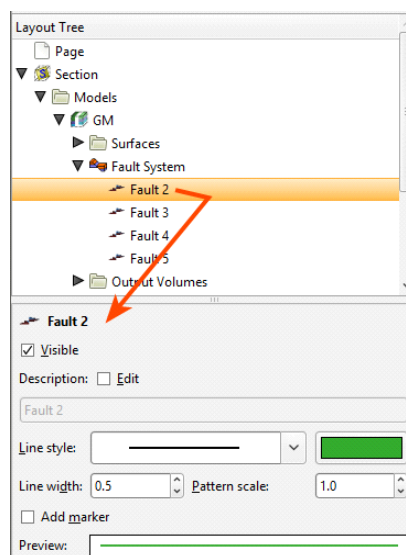 Layout Tree
Page
Section
Models
GM
Surfaces
Fault System
Fault 2
Fault 3
Fault 4
Fault 5
Output Volumes
Fault 2
Visible
Description: Edit
Fault 2
Line style:
Line width: 0.5 Pattern scale: 1.0
Add marker
Preview: